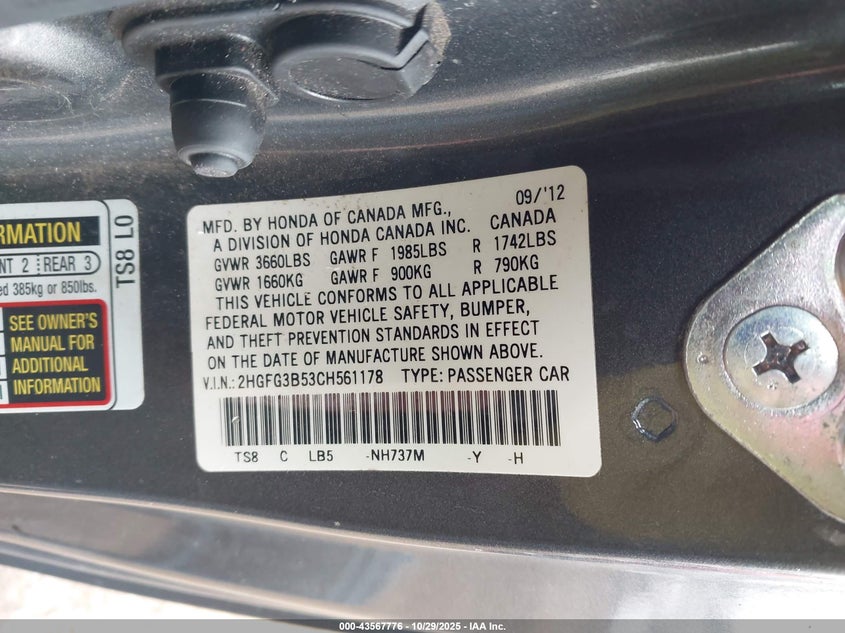 RMATION
NT 2 REAR 3
ed 385kg or 850lbs.
SEE OWNER'S
MANUAL FOR
ADDITIONAL
INFORMATION
TS8 L0
09/'12
MFD. BY HONDA OF CANADA MFG.,
A DIVISION OF HONDA CANADA INC. CANADA
GVWR 3660LBS GAWR F 1985LBS R 1742LBS
GVWR 1660KG GAWR F 900KG R 790KG
THIS VEHICLE CONFORMS TO ALL APPLICABLE
FEDERAL MOTOR VEHICLE SAFETY, BUMPER,
AND THEFT PREVENTION STANDARDS IN EFFECT
ON THE DATE OF MANUFACTURE SHOWN ABOVE.
V.I.N.: 2HGFG3B53CH561178 TYPE: PASSENGER CAR
TS8 C LB5 -NH737M -Y -H
000-43567776 | 10/29/2025 - IAA Inc.